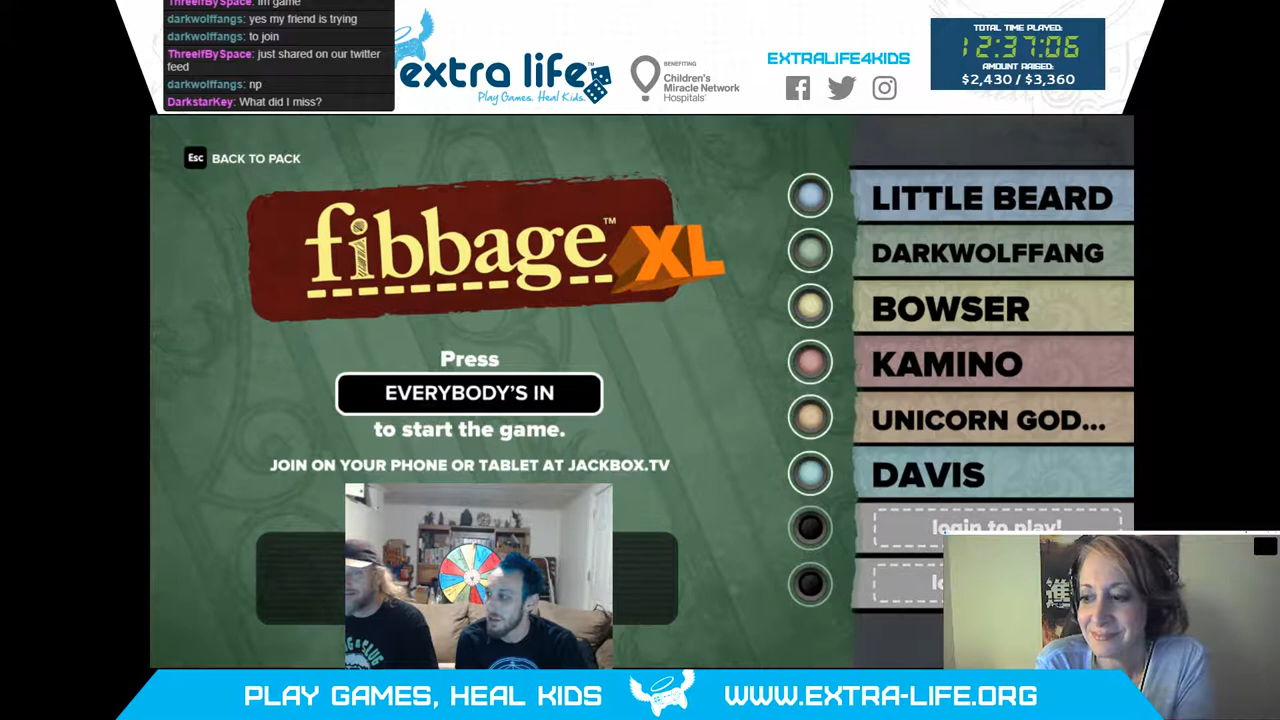 ThreeIfBySpace: im game
darkwolffangs: yes my friend is trying
darkwolffangs: to join
ThreeIfBySpace: just shared on our twitter
feed
darkwolffangs: np
DarkstarKey: What did I miss?
extra life™
Play Games. Heal Kids.
BENEFITING
Children's
Miracle Network
Hospitals
EXTRALIFE4KIDS
TOTAL TIME PLAYED:
12:37:06
AMOUNT RAISED:
$2,430 / $3,360
Esc BACK TO PACK
fibbage™ XL
Press
EVERYBODY'S IN
to start the game.
JOIN ON YOUR PHONE OR TABLET AT JACKBOX.TV
LITTLE BEARD
DARKWOLFFANG
BOWSER
KAMINO
UNICORN GOD...
DAVIS
login to play!
lo
PLAY GAMES, HEAL KIDS
WWW.EXTRA-LIFE.ORG